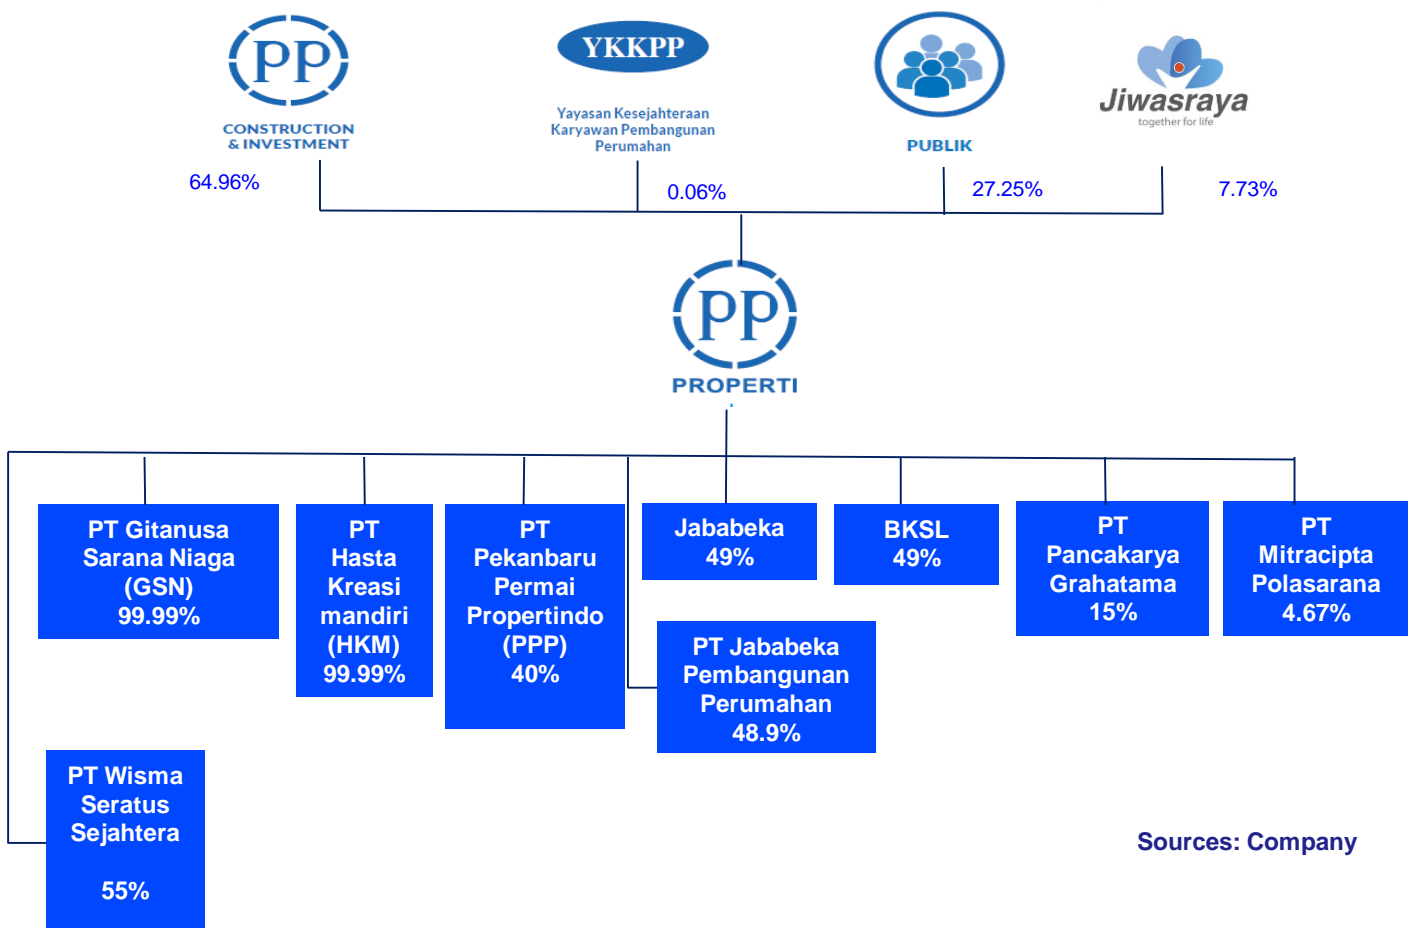 PP
CONSTRUCTION
& INVESTMENT
YKKPP
Yayasan Kesejahteraan
Karyawan Pembangunan
Perumahan
PUBLIK
Jiwasraya
together for life
64.96%
0.06%
27.25%
7.73%
PP
PROPERTI
PT Gitanusa
Sarana Niaga
(GSN)
99.99%
PT
Hasta
Kreasi
mandiri
(HKM)
99.99%
PT
Pekanbaru
Permai
Propertindo
(PPP)
40%
Jababeka
49%
BKSL
49%
PT
Pancakarya
Grahatama
15%
PT
Mitracipta
Polasarana
4.67%
PT Jababeka
Pembangunan
Perumahan
48.9%
PT Wisma
Seratus
Sejahtera
55%
Sources: Company